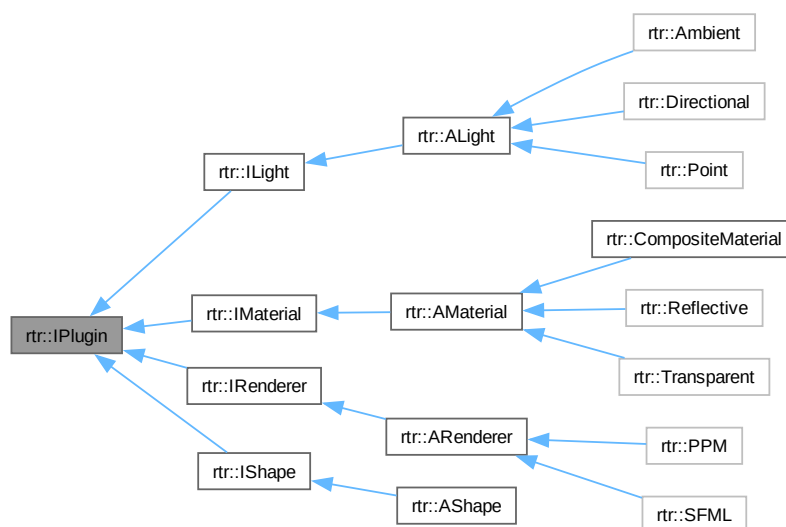 rtr::Ambient
rtr::Directional
rtr::ALight
rtr::ILight
rtr::Point
rtr::CompositeMaterial
rtr::IMaterial
rtr::AMaterial
rtr::Reflective
rtr::IPlugin
rtr::IRenderer
rtr::Transparent
rtr::ARenderer
rtr::PPM
rtr::IShape
rtr::AShape
rtr::SFML